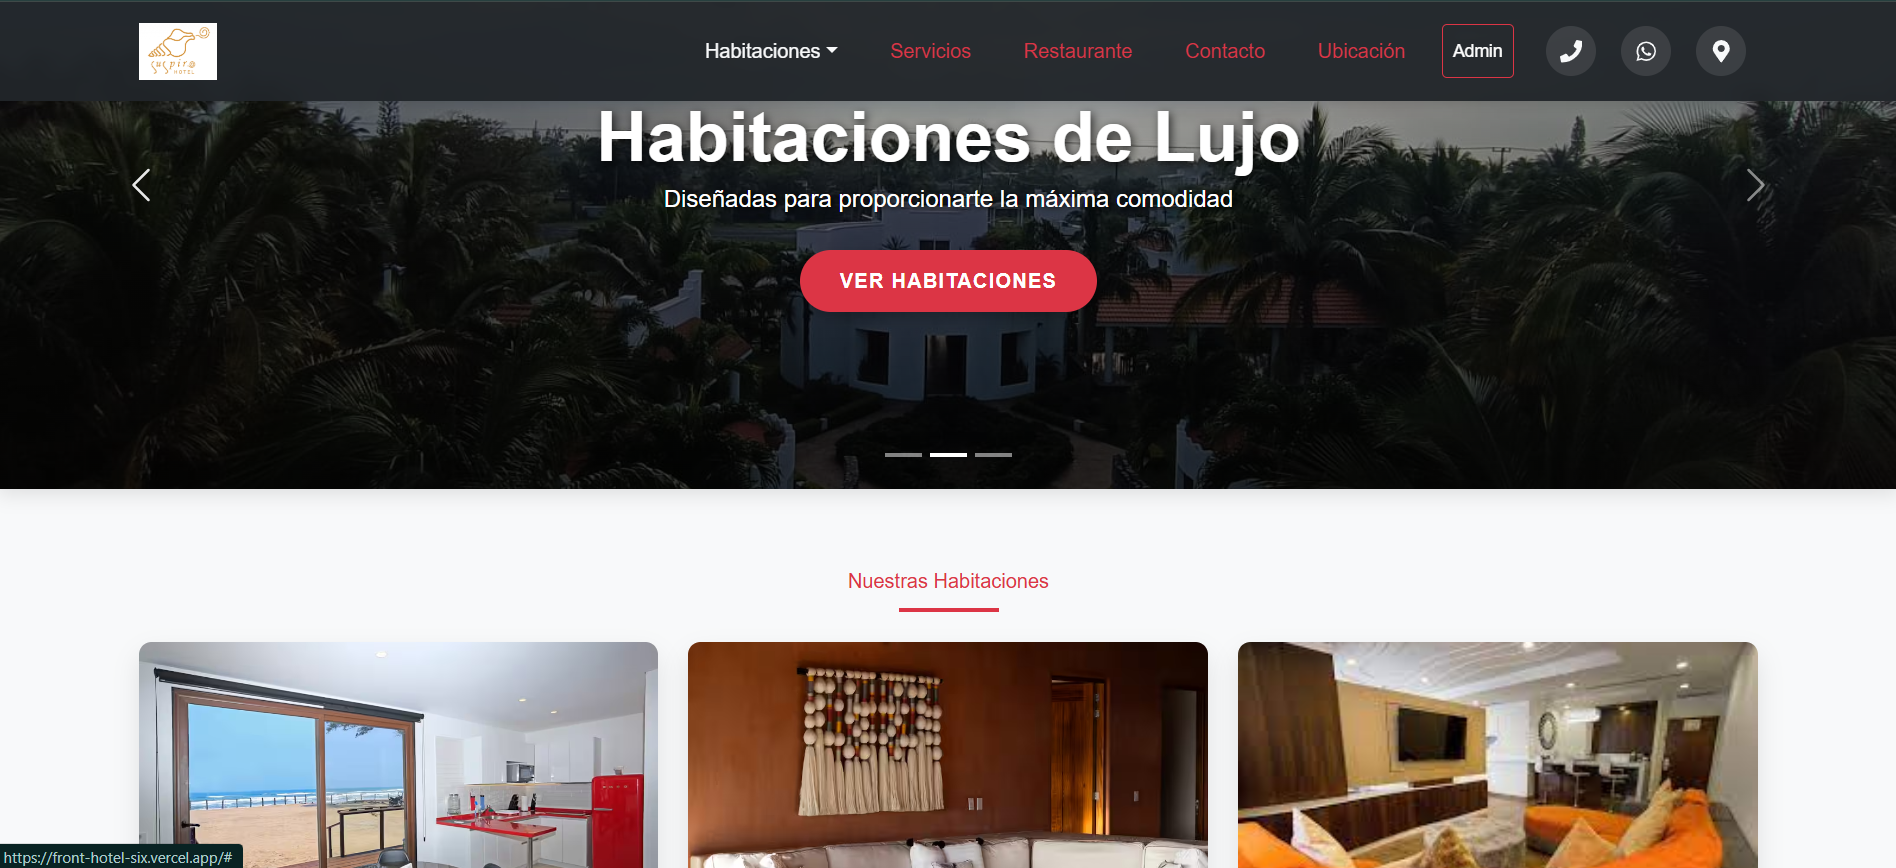 Suspiro
HOTEL
Habitaciones
Servicios
Restaurante
Contacto
Ubicación
Admin
Habitaciones de Lujo
Diseñadas para proporcionarte la máxima comodidad
VER HABITACIONES
Nuestras Habitaciones
https://front-hotel-six.vercel.app/#